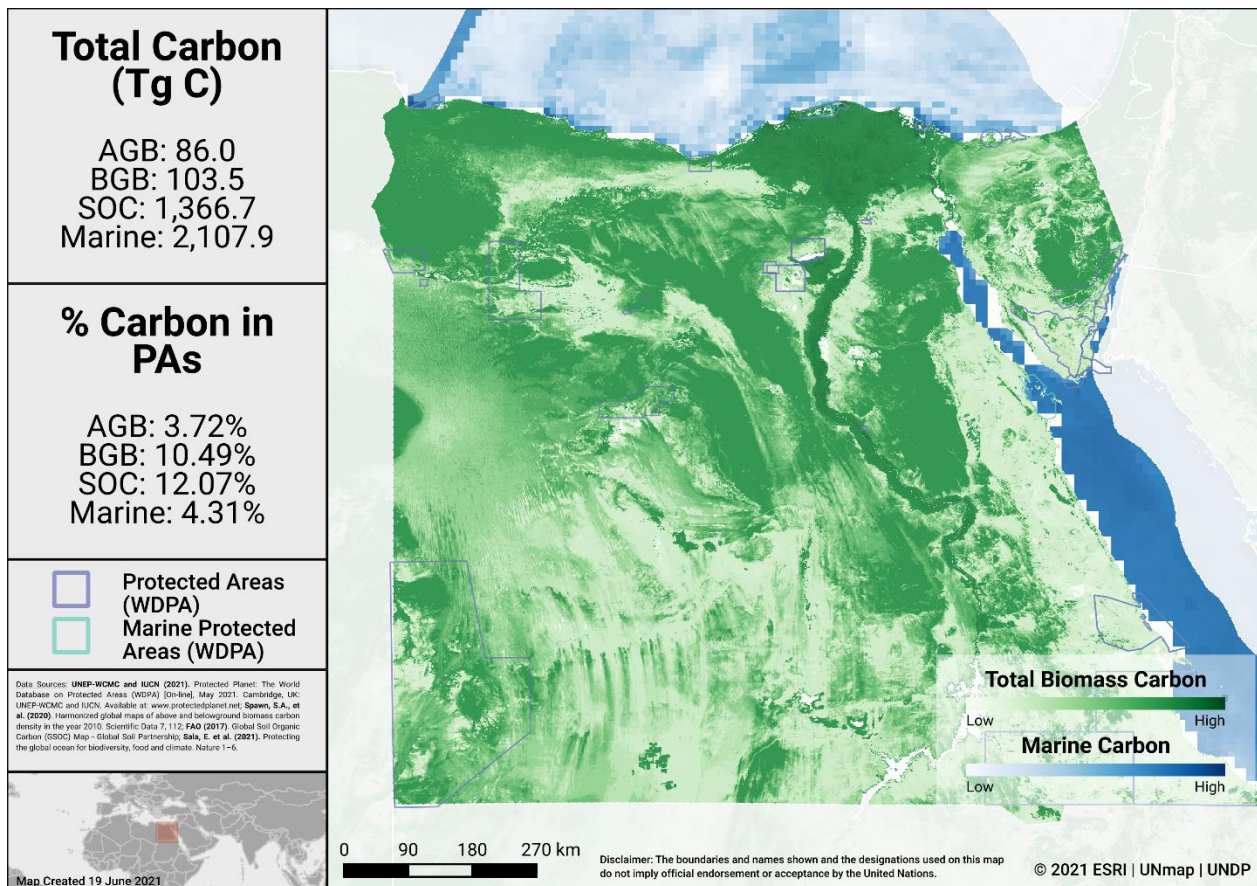 Total Carbon
(Tg C)
AGB: 86.0
BGB: 103.5
SOC: 1,366.7
Marine: 2,107.9
% Carbon in
PAs
AGB: 3.72%
BGB: 10.49%
SOC: 12.07%
Marine: 4.31%
Protected Areas
(WDPA)
Marine Protected
Areas (WDPA)
Data Sources: UNEP-WCMC and IUCN (2021). Protected Planet: The World
Database on Protected Areas (WDPA) [On-line], May 2021. Cambridge, UK:
UNEP-WCMC and IUCN. Available at: www.protectedplanet.net; Spawn, S.A., et
al. (2020). Harmonized global maps of above and belowground biomass carbon
density in the year 2010. Scientific Data 7, 112; FAO (2017). Global Soil Organic
Carbon (GSOC) Map - Global Soil Partnership; Sala, E. et al. (2021). Protecting
the global ocean for biodiversity, food and climate. Nature 1–6.
Map Created 19 June 2021
Total Biomass Carbon
Low High
Marine Carbon
Low High
0 90 180 270 km
Disclaimer: The boundaries and names shown and the designations used on this map
do not imply official endorsement or acceptance by the United Nations.
© 2021 ESRI | UNmap | UNDP